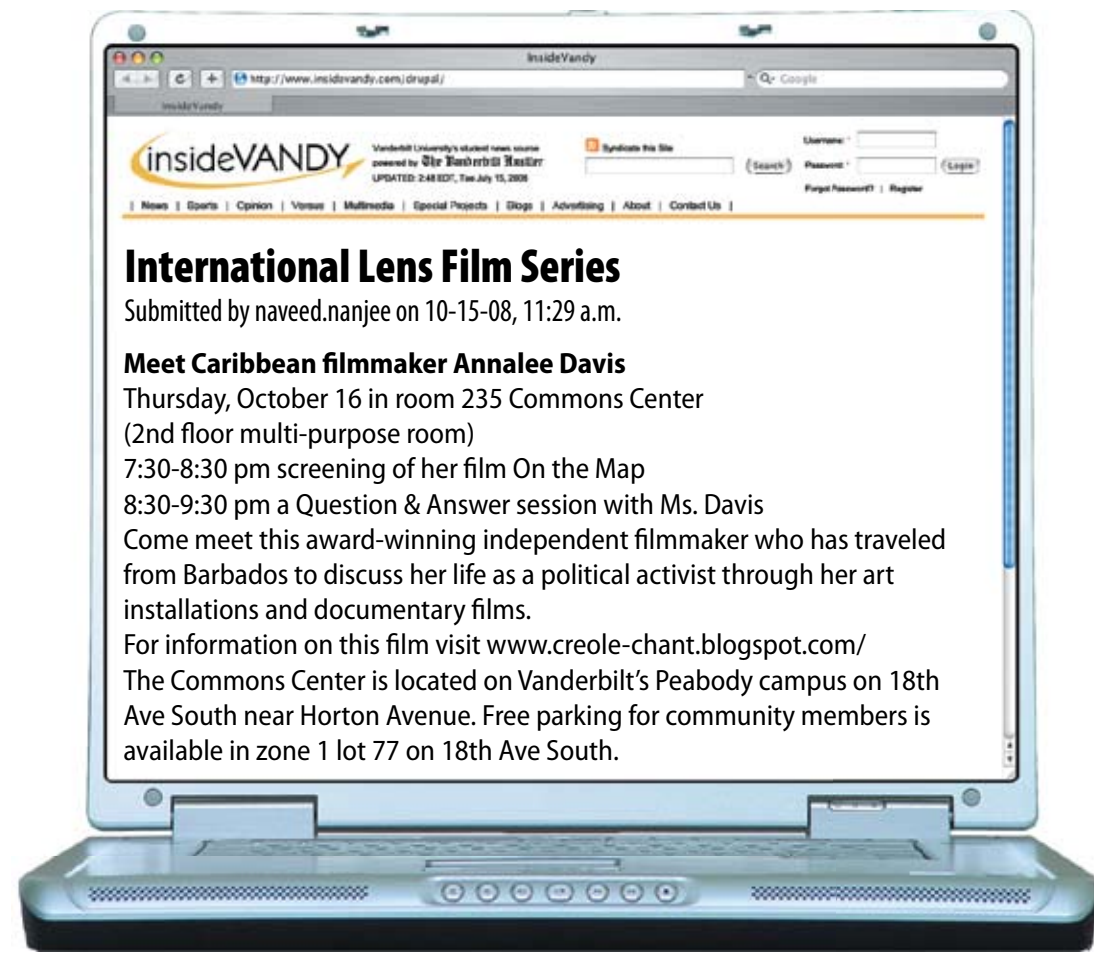 InsideVandy
http://www.insidevandy.com/drupal/
Google
InsideVandy
insideVANDY
Vanderbilt University's student news source
powered by The Vanderbilt Hustler
UPDATED: 2:48 EDT, Tue July 15, 2008
Syndicate this Site
Search
Username: *
Password: *
Login
Forgot Password? | Register
| News | Sports | Opinion | Versus | Multimedia | Special Projects | Blogs | Advertising | About | Contact Us |
International Lens Film Series
Submitted by naveed.nanjee on 10-15-08, 11:29 a.m.
Meet Caribbean filmmaker Annalee Davis
Thursday, October 16 in room 235 Commons Center
(2nd floor multi-purpose room)
7:30-8:30 pm screening of her film On the Map
8:30-9:30 pm a Question & Answer session with Ms. Davis
Come meet this award-winning independent filmmaker who has traveled
from Barbados to discuss her life as a political activist through her art
installations and documentary films.
For information on this film visit www.creole-chant.blogspot.com/
The Commons Center is located on Vanderbilt's Peabody campus on 18th
Ave South near Horton Avenue. Free parking for community members is
available in zone 1 lot 77 on 18th Ave South.